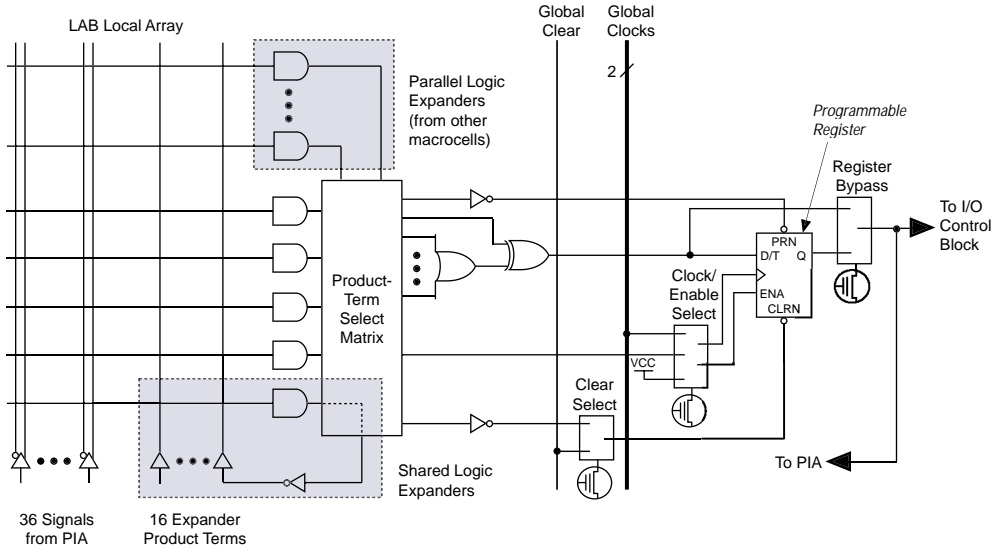 LAB Local Array
Global
Clear
Global
Clocks
2
Parallel Logic
Expanders
(from other
macrocells)
Programmable
Register
Register
Bypass
To I/O
Control
Block
PRN
D/T Q
ENA
CLRN
Clock/
Enable
Select
Product-
Term
Select
Matrix
VCC
Clear
Select
To PIA
Shared Logic
Expanders
36 Signals
from PIA
16 Expander
Product Terms